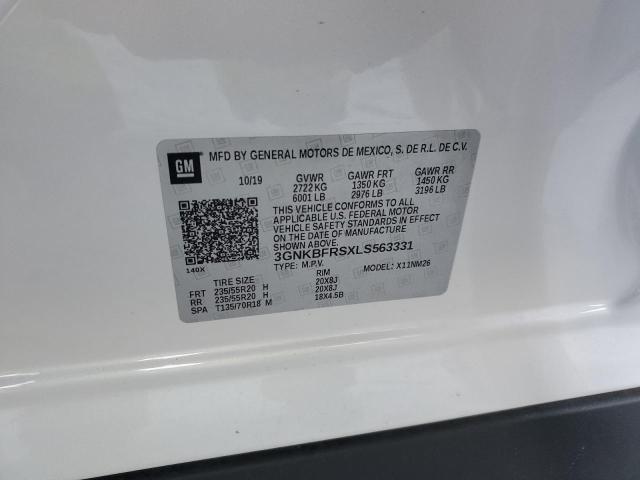 GM
MFD BY GENERAL MOTORS DE MEXICO, S. DE R.L. DE C.V.
10/19 GVWR GAWR FRT GAWR RR
2722 KG 1350 KG 1450 KG
6001 LB 2976 LB 3196 LB
THIS VEHICLE CONFORMS TO ALL
APPLICABLE U.S. FEDERAL MOTOR
VEHICLE SAFETY STANDARDS IN EFFECT
ON THE DATE OF MANUFACTURE
SHOWN ABOVE.
3GNKBFRSXLS563331
140X
TYPE: M.P.V. MODEL: X11NM26
TIRE SIZE RIM
FRT 235/55R20 H 20X8J
RR 235/55R20 H 20X8J
SPA T135/70R18 M 18X4.5B